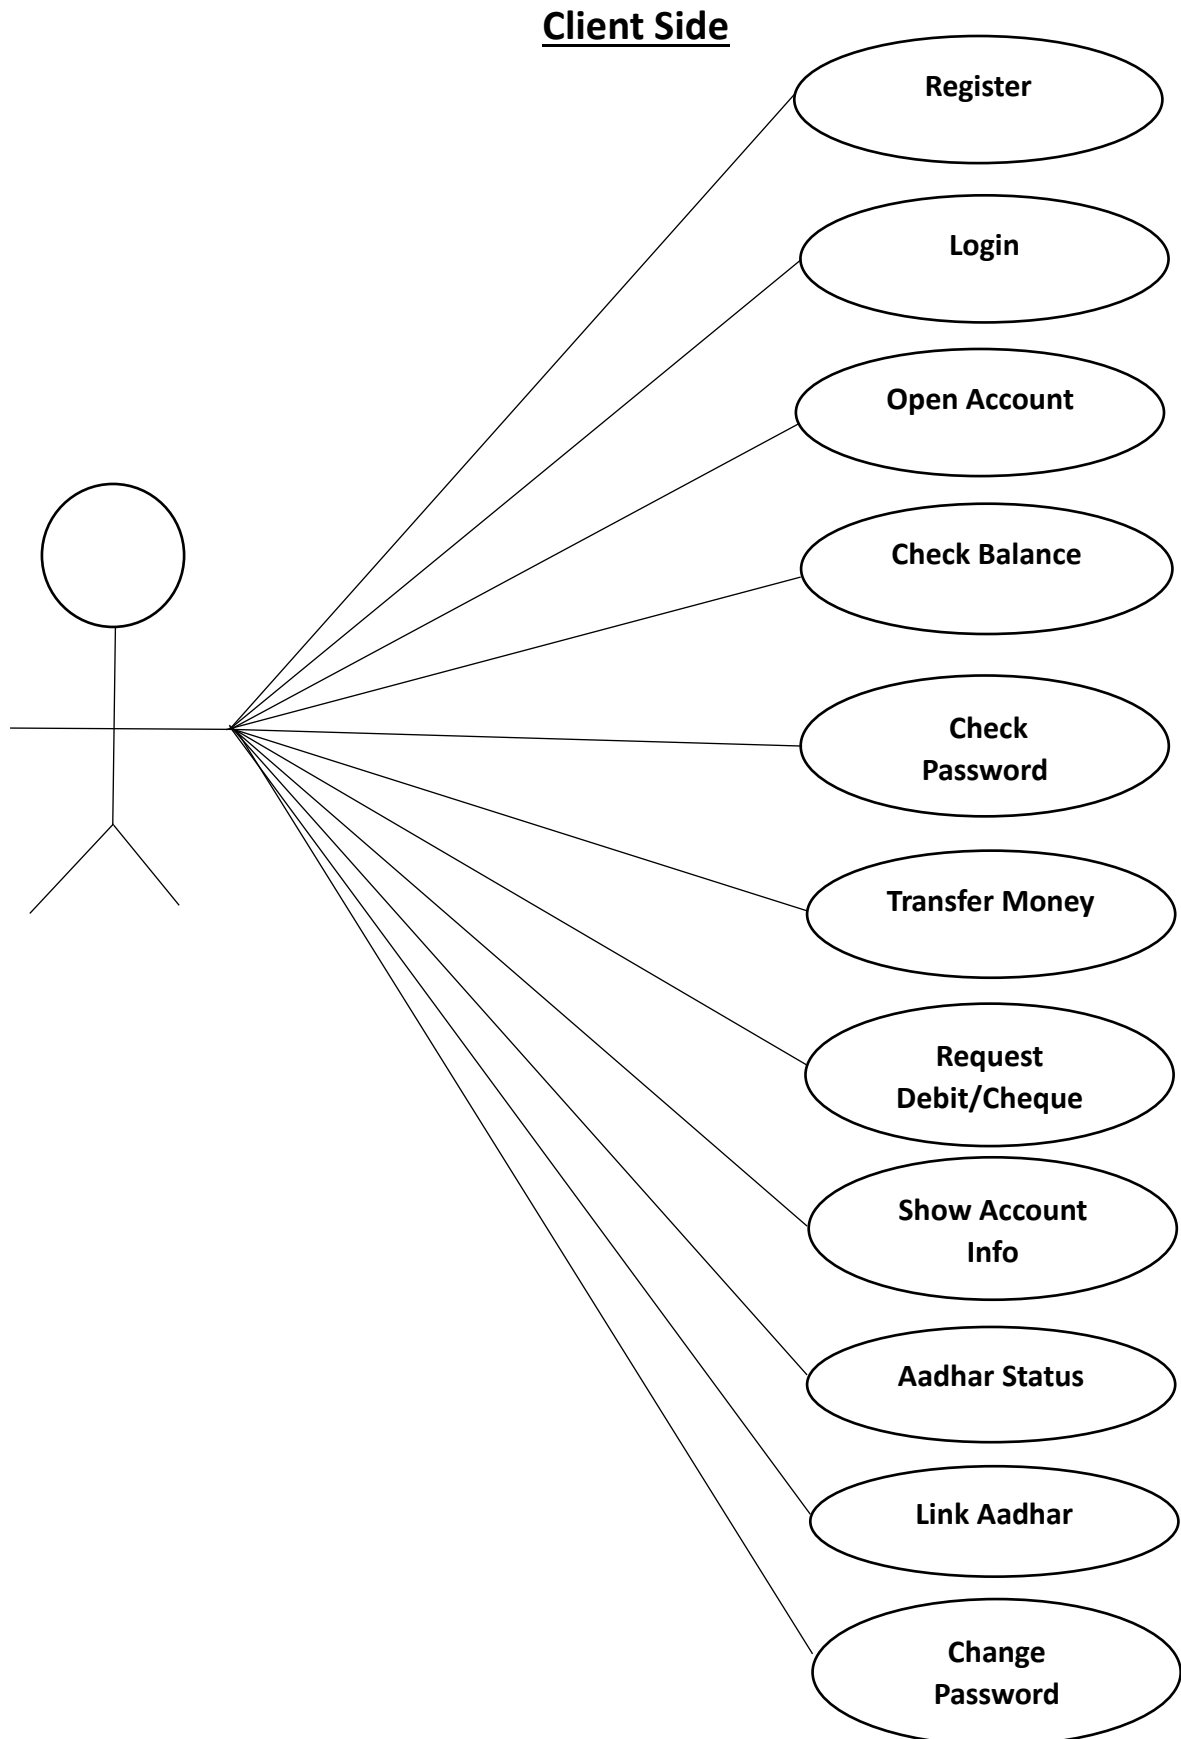 Client Side
Register
Login
Open Account
Check Balance
Check
Password
Transfer Money
Request
Debit/Cheque
Show Account
Info
Aadhar Status
Link Aadhar
Change
Password